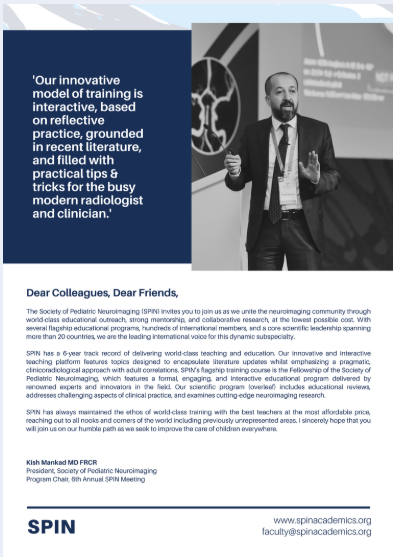 'Our innovative
model of training is
interactive, based
on reflective
practice, grounded
in recent literature,
and filled with
practical tips &
tricks for the busy
modern radiologist
and clinician.'
Dear Colleagues, Dear Friends,
The Society of Pediatric Neuroimaging (SPIN) invites you to join us as we unite the neuroimaging community through
world-class educational outreach, strong mentorship, and collaborative research, at the lowest possible cost. With
several flagship educational programs, hundreds of international members, and a core scientific leadership spanning
more than 20 countries, we are the leading international voice for this dynamic subspecialty.
SPIN has a 6-year track record of delivering world-class teaching and education. Our innovative and interactive
teaching platform features topics designed to encapsulate literature updates whilst emphasizing a pragmatic,
clinicoradiological approach with adult correlations. SPIN's flagship training course is the Fellowship of the Society of
Pediatric Neuroimaging, which features a formal, engaging, and interactive educational program delivered by
renowned experts and innovators in the field. Our scientific program (overleaf) includes educational reviews,
addresses challenging aspects of clinical practice, and examines cutting-edge neuroimaging research.
SPIN has always maintained the ethos of world-class training with the best teachers at the most affordable price,
reaching out to all nooks and corners of the world including previously unrepresented areas. I sincerely hope that you
will join us on our humble path as we seek to improve the care of children everywhere.
Kish Mankad MD FRCR
President, Society of Pediatric Neuroimaging
Program Chair, 6th Annual SPIN Meeting
SPIN
www.spinacademics.org
faculty@spinacademics.org